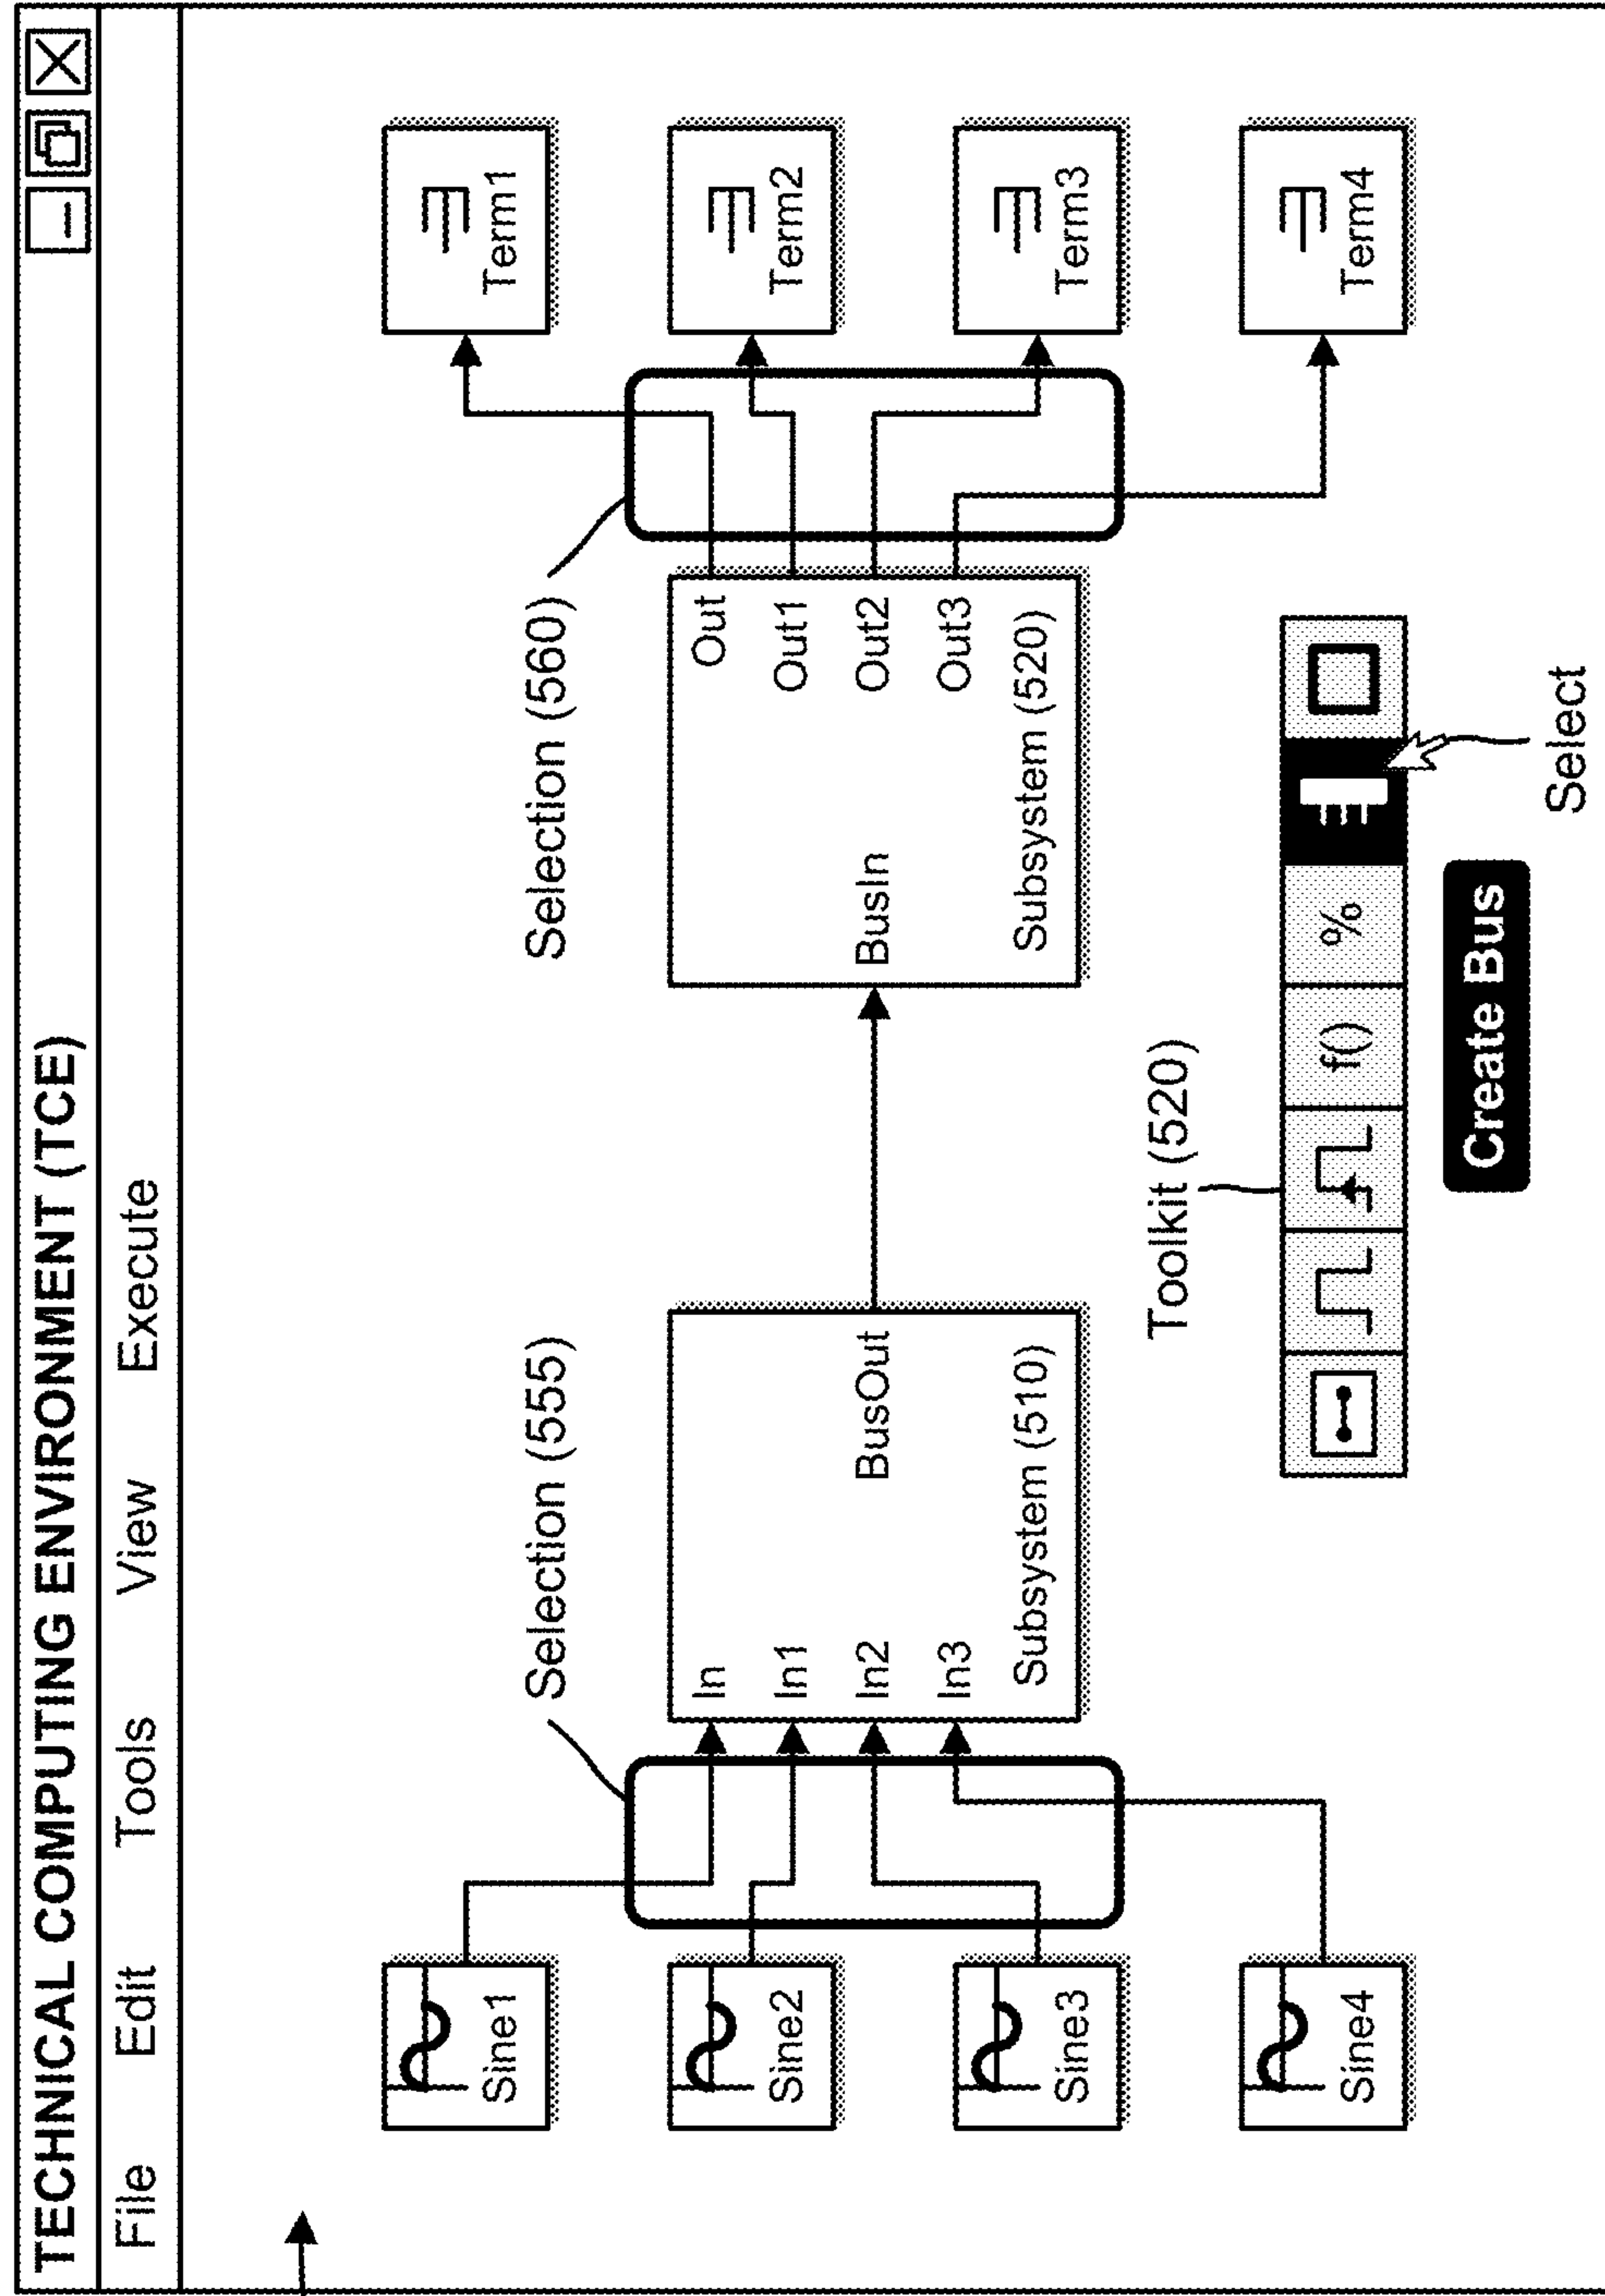 TECHNICAL COMPUTING ENVIRONMENT (TCE)
File Edit Tools View Execute
Selection (555)
Selection (560)
Sine1
Sine2
Sine3
Sine4
In
In1
In2
In3
BusOut
Subsystem (510)
BusIn
Out
Out1
Out2
Out3
Subsystem (520)
Term1
Term2
Term3
Term4
Toolkit (520)
f()
%
Create Bus
Select